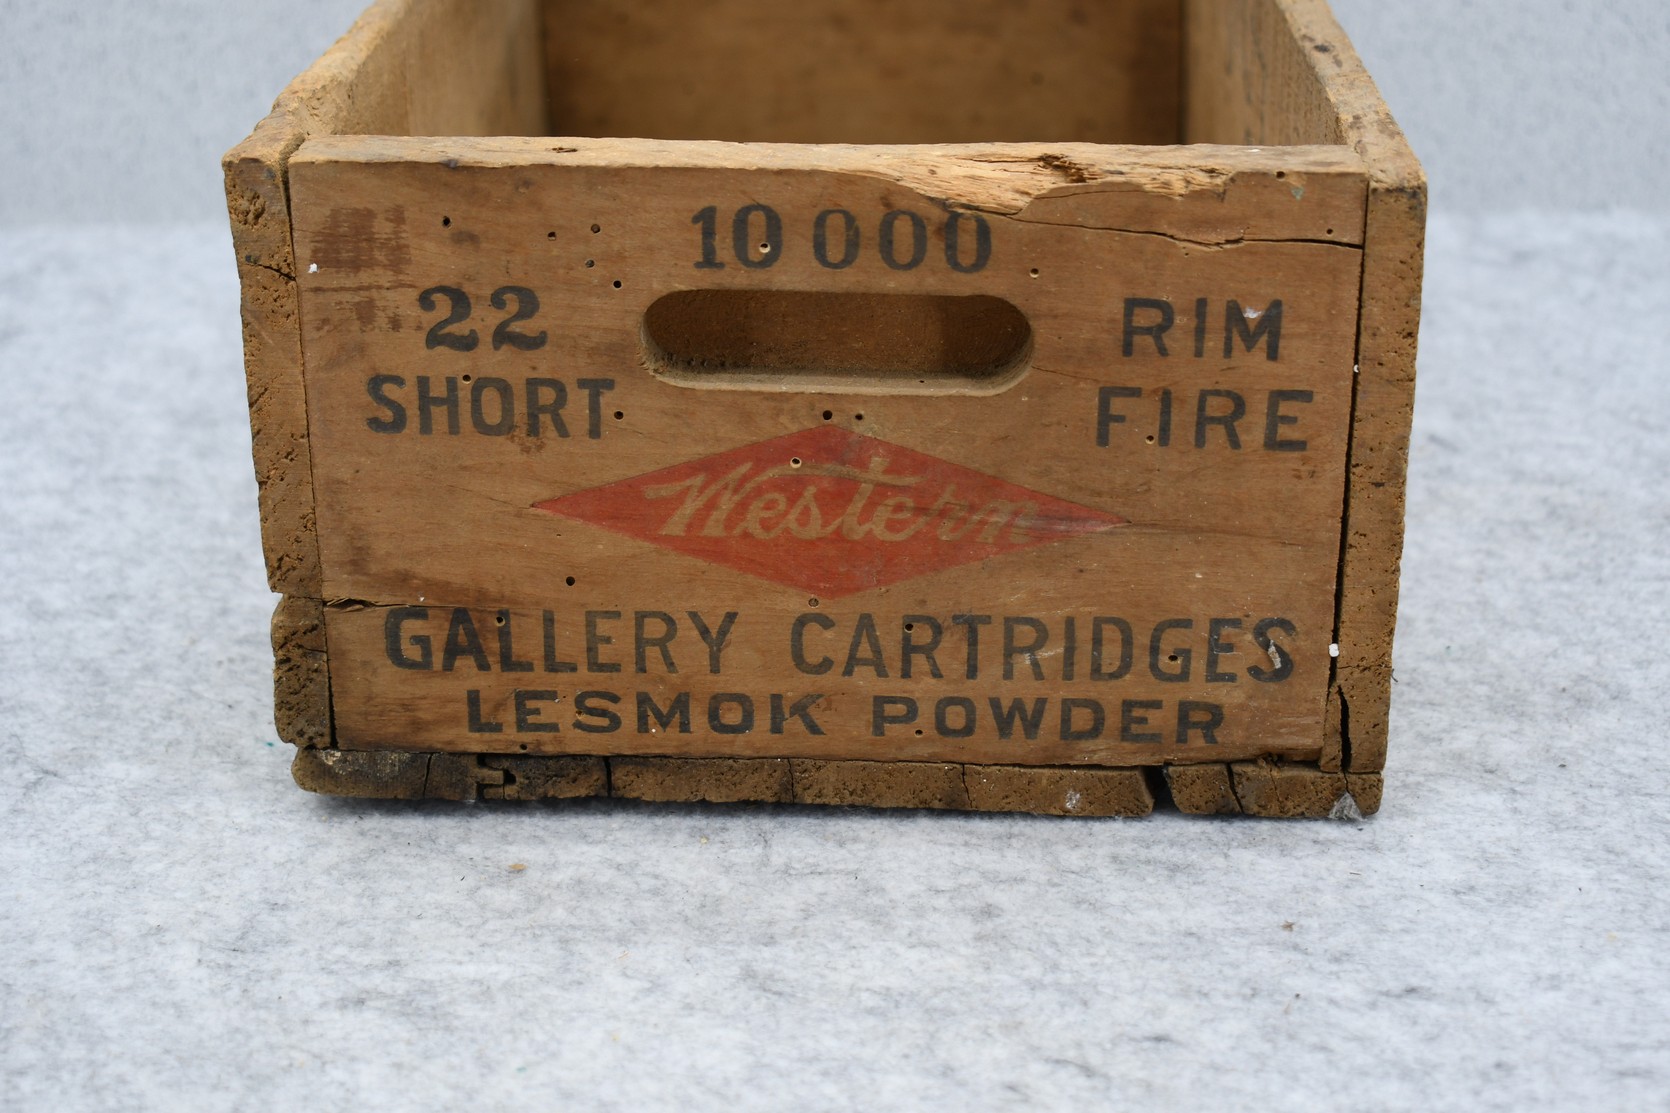 10 000
22
SHORT
RIM
FIRE
Western
GALLERY CARTRIDGES
LESMOK POWDER